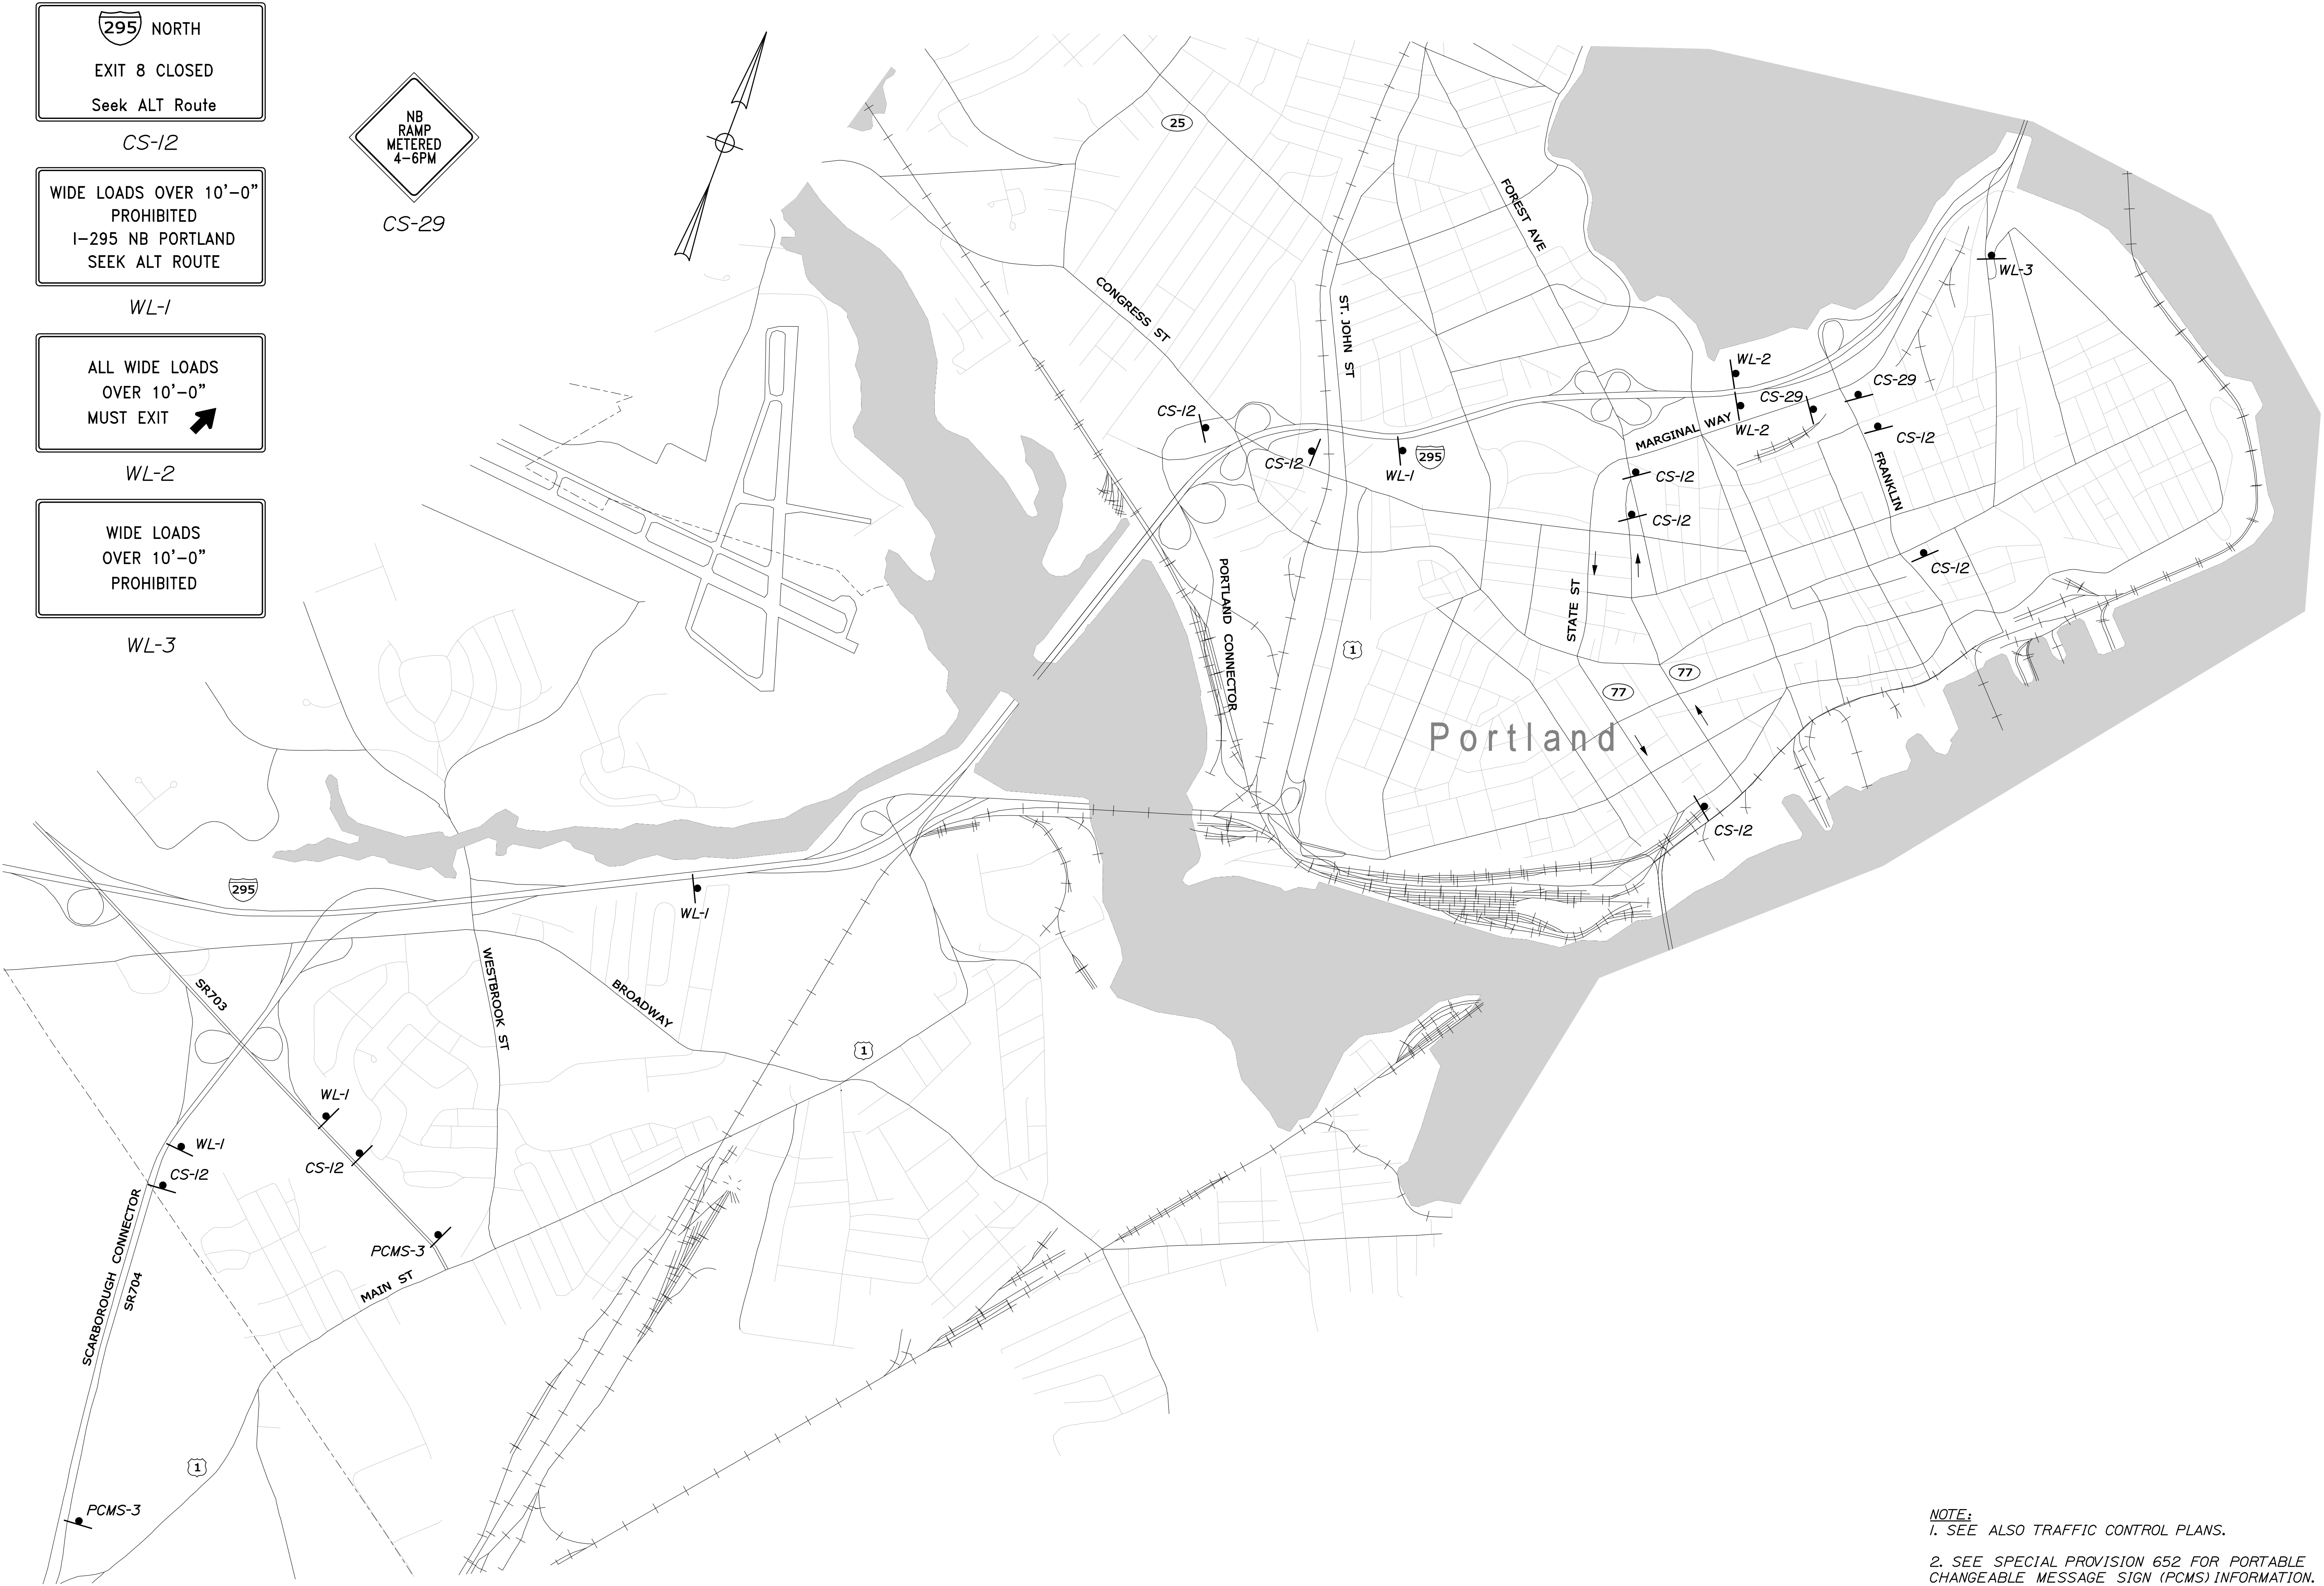 295 NORTH
EXIT 8 CLOSED
Seek ALT Route
CS-12
WIDE LOADS OVER 10'-0"
PROHIBITED
I-295 NB PORTLAND
SEEK ALT ROUTE
WL-1
ALL WIDE LOADS
OVER 10'-0"
MUST EXIT
WL-2
WIDE LOADS
OVER 10'-0"
PROHIBITED
WL-3
NB
RAMP
METERED
4-6PM
CS-29
25
FOREST AVE
CONGRESS ST
ST. JOHN ST
WL-3
WL-2
CS-29
CS-29
CS-12
MARGINAL WAY
WL-2
CS-12
CS-12
WL-1
295
CS-12
FRANKLIN
CS-12
CS-12
PORTLAND CONNECTOR
STATE ST
1
77
77
Portland
CS-12
295
WL-1
SR703
WESTBROOK ST
BROADWAY
1
WL-1
WL-1
CS-12
CS-12
PCMS-3
SCARBOROUGH CONNECTOR
SR704
MAIN ST
1
PCMS-3
NOTE:
1. SEE ALSO TRAFFIC CONTROL PLANS.
2. SEE SPECIAL PROVISION 652 FOR PORTABLE
CHANGEABLE MESSAGE SIGN (PCMS) INFORMATION.